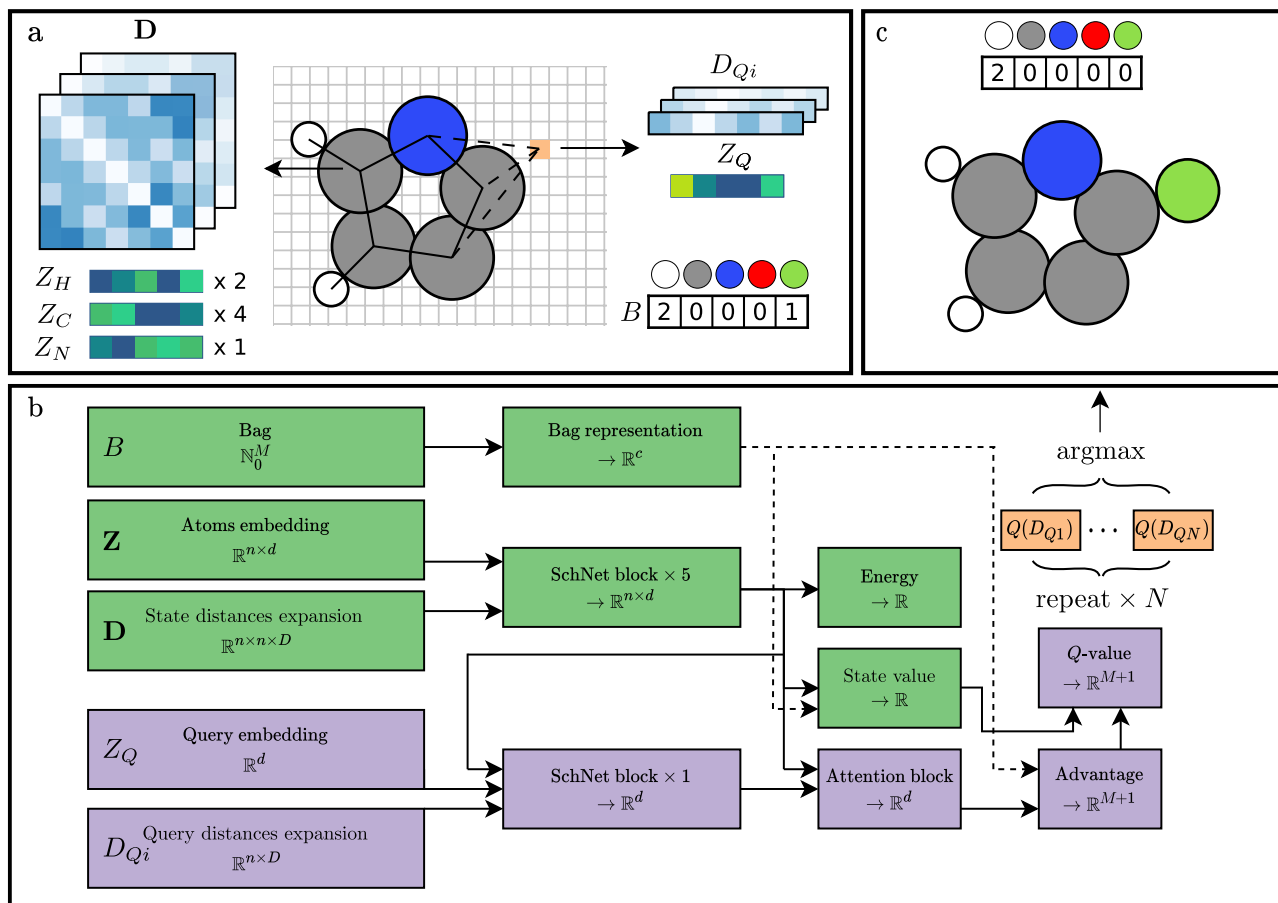 a
D
Z_H x 2
Z_C x 4
Z_N x 1
D_{Qi}
Z_Q
B 2 0 0 0 1
c
2 0 0 0 0
b
B Bag
ℕ_0^M
Bag representation
→ ℝ^c
Z Atoms embedding
ℝ^{n×d}
D State distances expansion
ℝ^{n×n×D}
SchNet block × 5
→ ℝ^{n×d}
Energy
→ ℝ
State value
→ ℝ
Z_Q Query embedding
ℝ^d
D_{Qi} Query distances expansion
ℝ^{n×D}
SchNet block × 1
→ ℝ^d
Attention block
→ ℝ^d
Advantage
→ ℝ^{M+1}
Q-value
→ ℝ^{M+1}
repeat × N
Q(D_{Q1}) ··· Q(D_{QN})
argmax